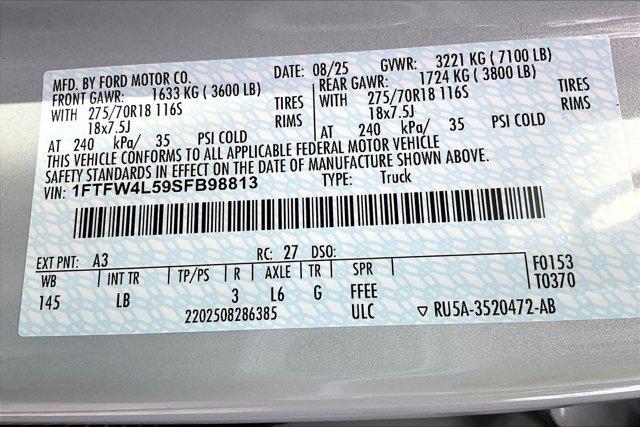 MFD. BY FORD MOTOR CO. DATE: 08/25 GVWR: 3221 KG ( 7100 LB)
FRONT GAWR: 1633 KG ( 3600 LB) REAR GAWR: 1724 KG ( 3800 LB)
WITH 275/70R18 116S TIRES 275/70R18 116S TIRES
18x7.5J RIMS WITH 18x7.5J RIMS
AT 240 kPa/ 35 PSI COLD AT 240 kPa/ 35 PSI COLD
THIS VEHICLE CONFORMS TO ALL APPLICABLE FEDERAL MOTOR VEHICLE
SAFETY STANDARDS IN EFFECT ON THE DATE OF MANUFACTURE SHOWN ABOVE.
VIN: 1FTFW4L59SFB98813 TYPE: Truck
EXT PNT: A3 RC: 27 DSO:
WB INT TR TP/PS R AXLE TR SPR F0153
145 LB 3 L6 G FFEE T0370
2202508286385 ULC ▽ RU5A-3520472-AB